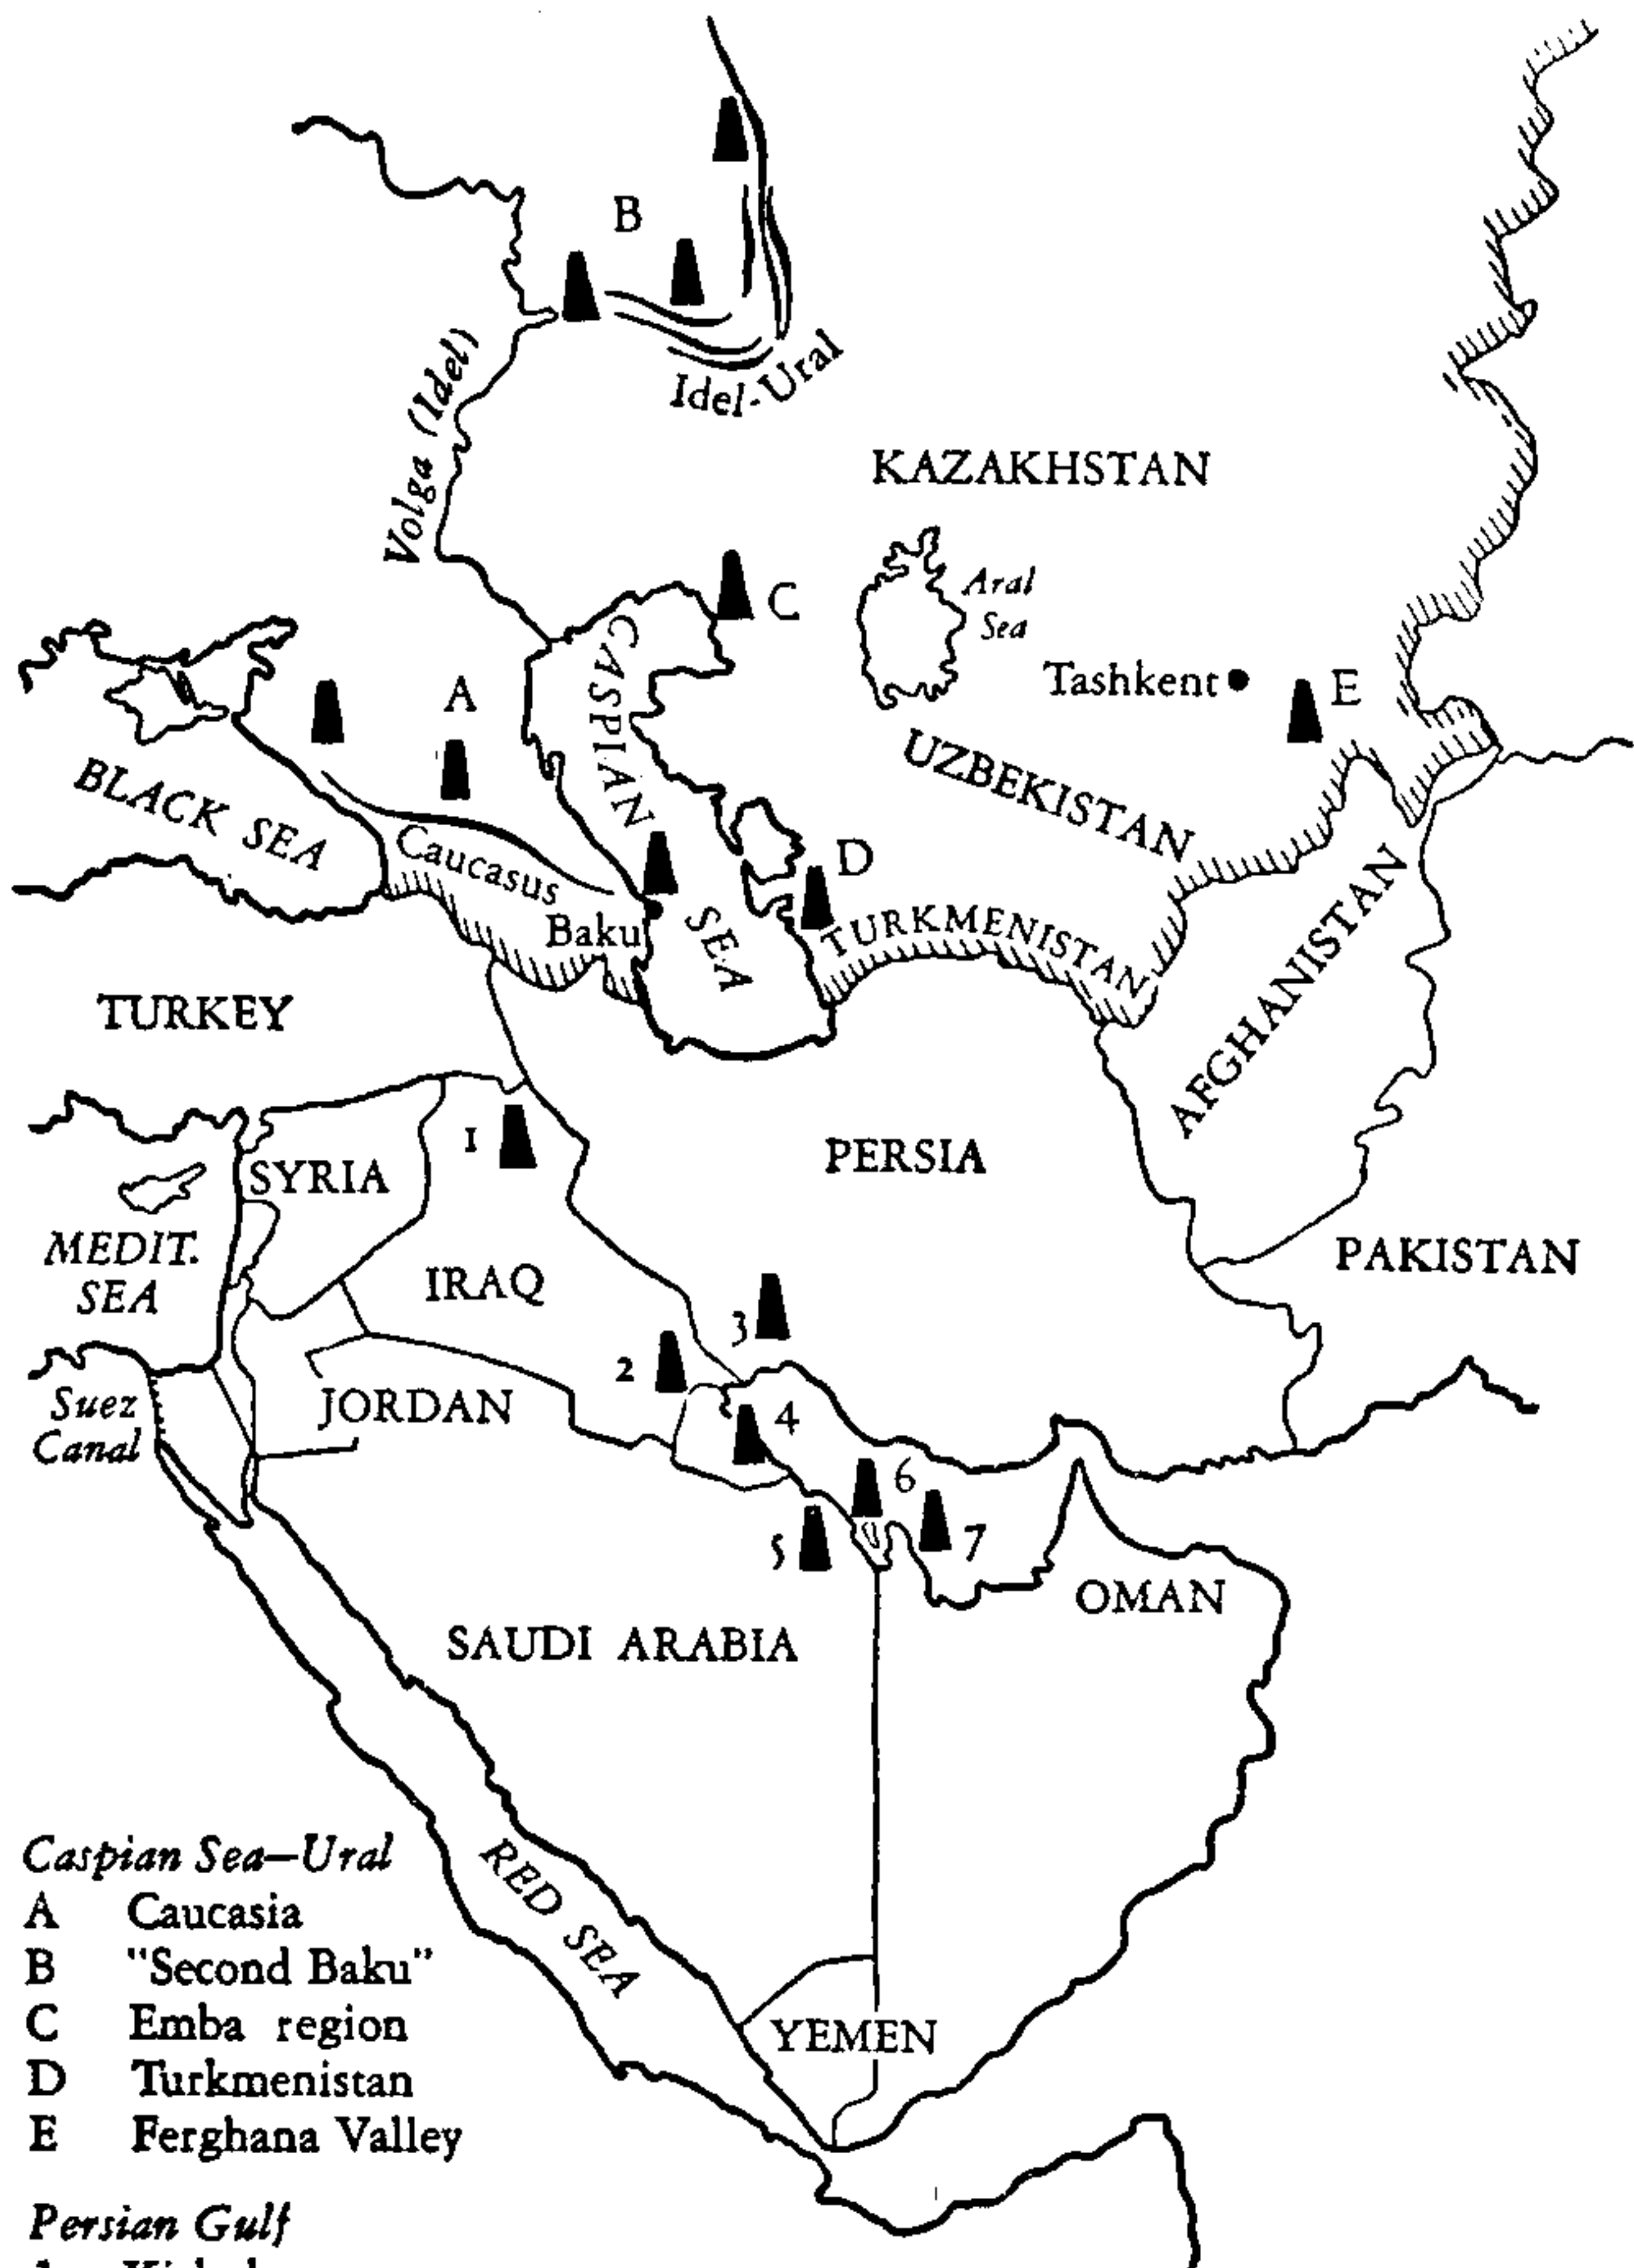 B
Idel-Ural
Volga (Idel)
KAZAKHSTAN
C
Aral
Sea
Tashkent
E
A
CASPIAN
SEA
BLACK SEA
UZBEKISTAN
Caucasus
D
Baku
TURKMENISTAN
AFGHANISTAN
TURKEY
1
PERSIA
SYRIA
MEDIT.
SEA
IRAQ
PAKISTAN
3
2
Suez
Canal
JORDAN
4
6
5
7
OMAN
SAUDI ARABIA
RED SEA
YEMEN
Caspian Sea—Ural
A Caucasia
B "Second Baku"
C Emba region
D Turkmenistan
E Ferghana Valley
Persian Gulf